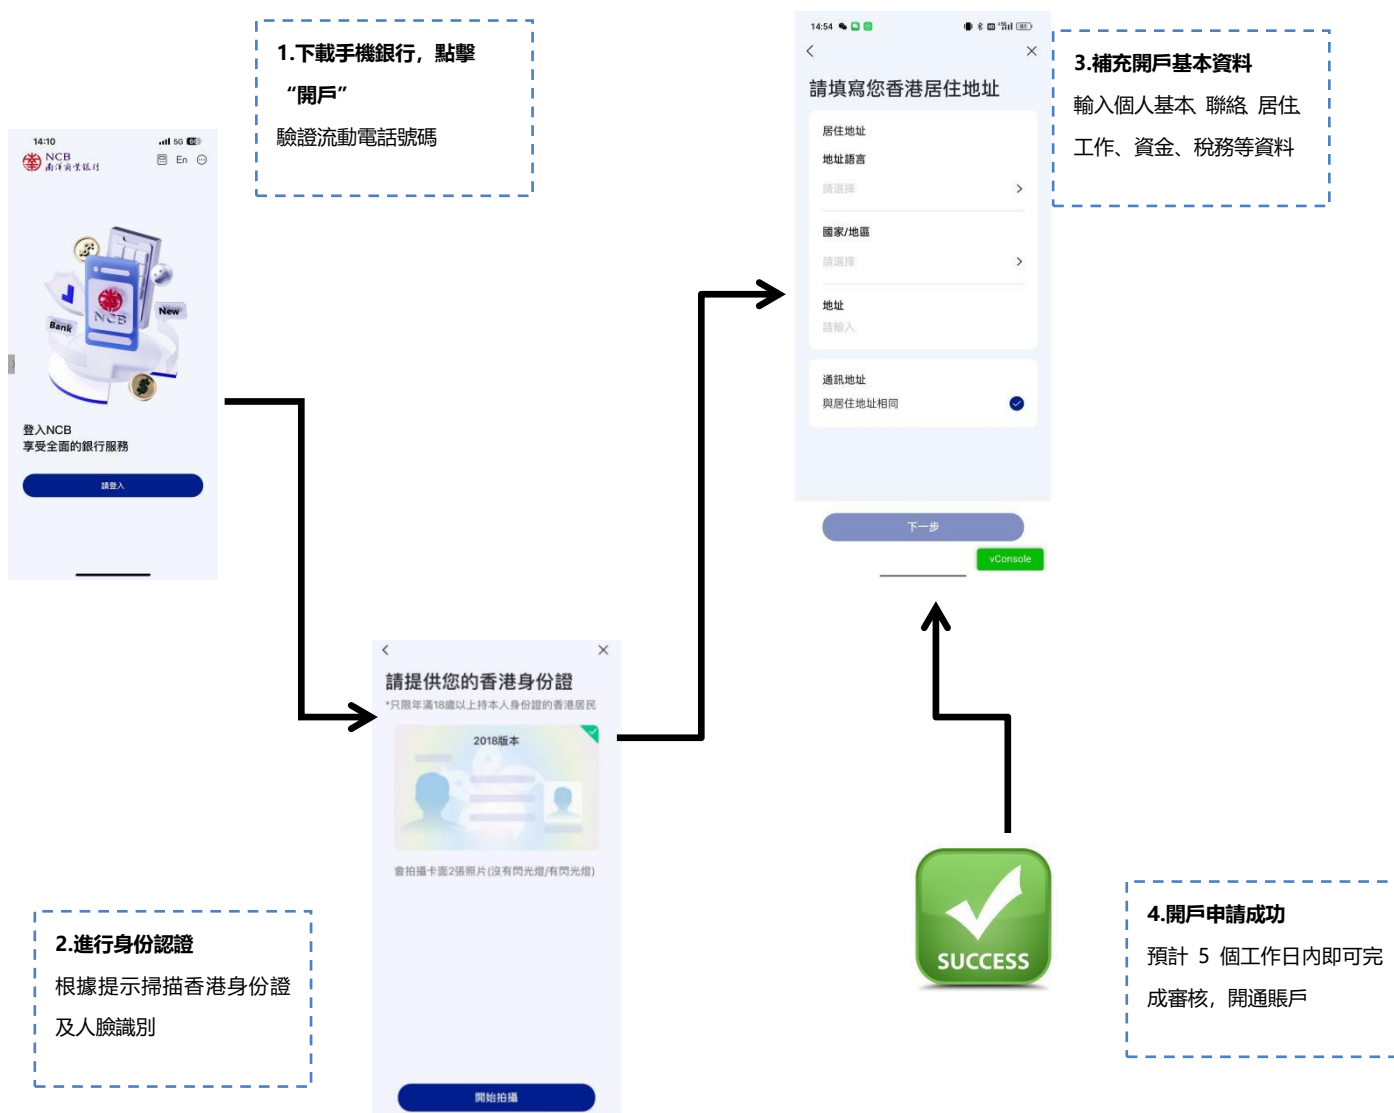 1.下載手機銀行，點擊
“開戶”
驗證流動電話號碼
14:10
5G
NCB
南洋商業銀行
En
Bank
NCB
New
登入NCB
享受全面的銀行服務
請登入
2.進行身份認證
根據提示掃描香港身份證
及人臉識別
請提供您的香港身份證
*只限年滿18歲以上持本人身份證的香港居民
2018版本
會拍攝卡面2張照片(沒有閃光燈/有閃光燈)
開始拍攝
14:54
請填寫您香港居住地址
居住地址
地址語言
請選擇
國家/地區
請選擇
地址
請輸入
通訊地址
與居住地址相同
下一步
vConsole
3.補充開戶基本資料
輸入個人基本、聯絡、居住、
工作、資金、稅務等資料
SUCCESS
4.開戶申請成功
預計 5 個工作日內即可完
成審核，開通賬戶